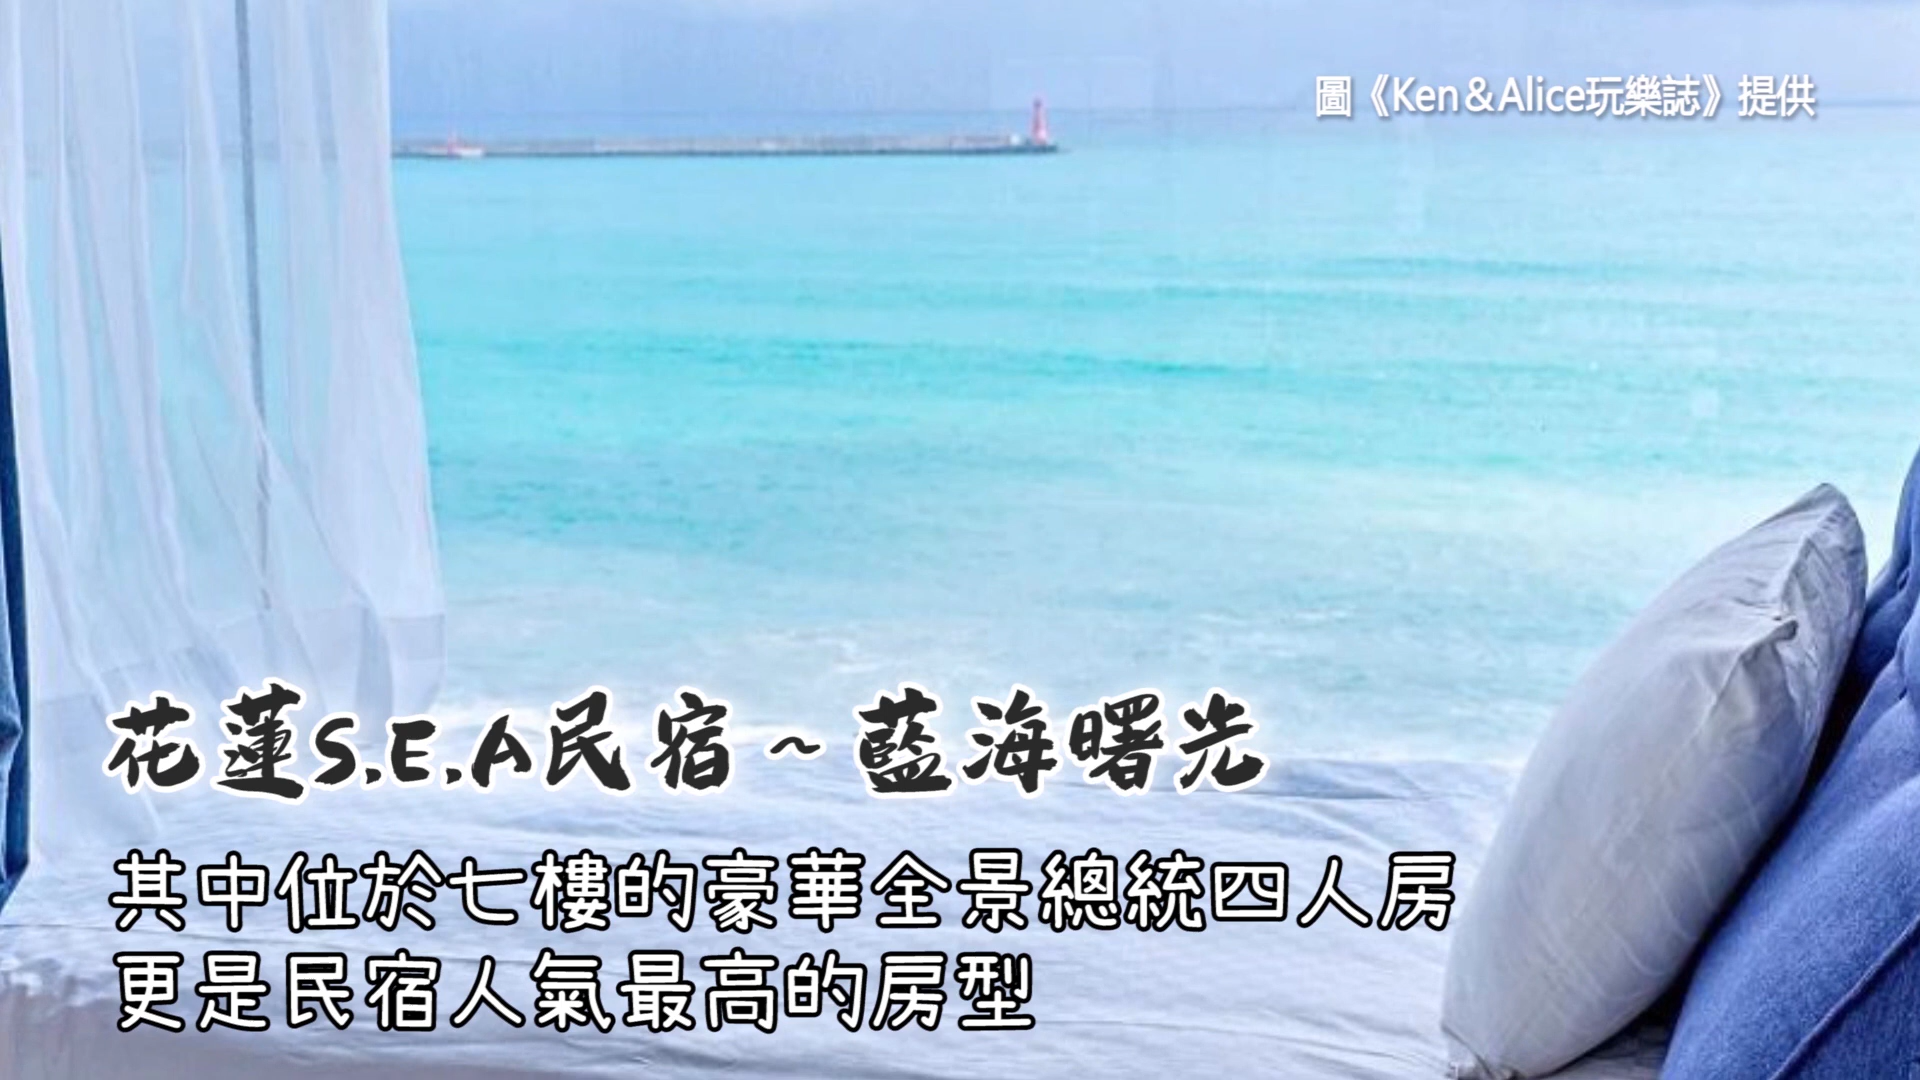 圖《Ken＆Alice玩樂誌》提供
花蓮S.E.A民宿～藍海曙光
其中位於七樓的豪華全景總統四人房
更是民宿人氣最高的房型